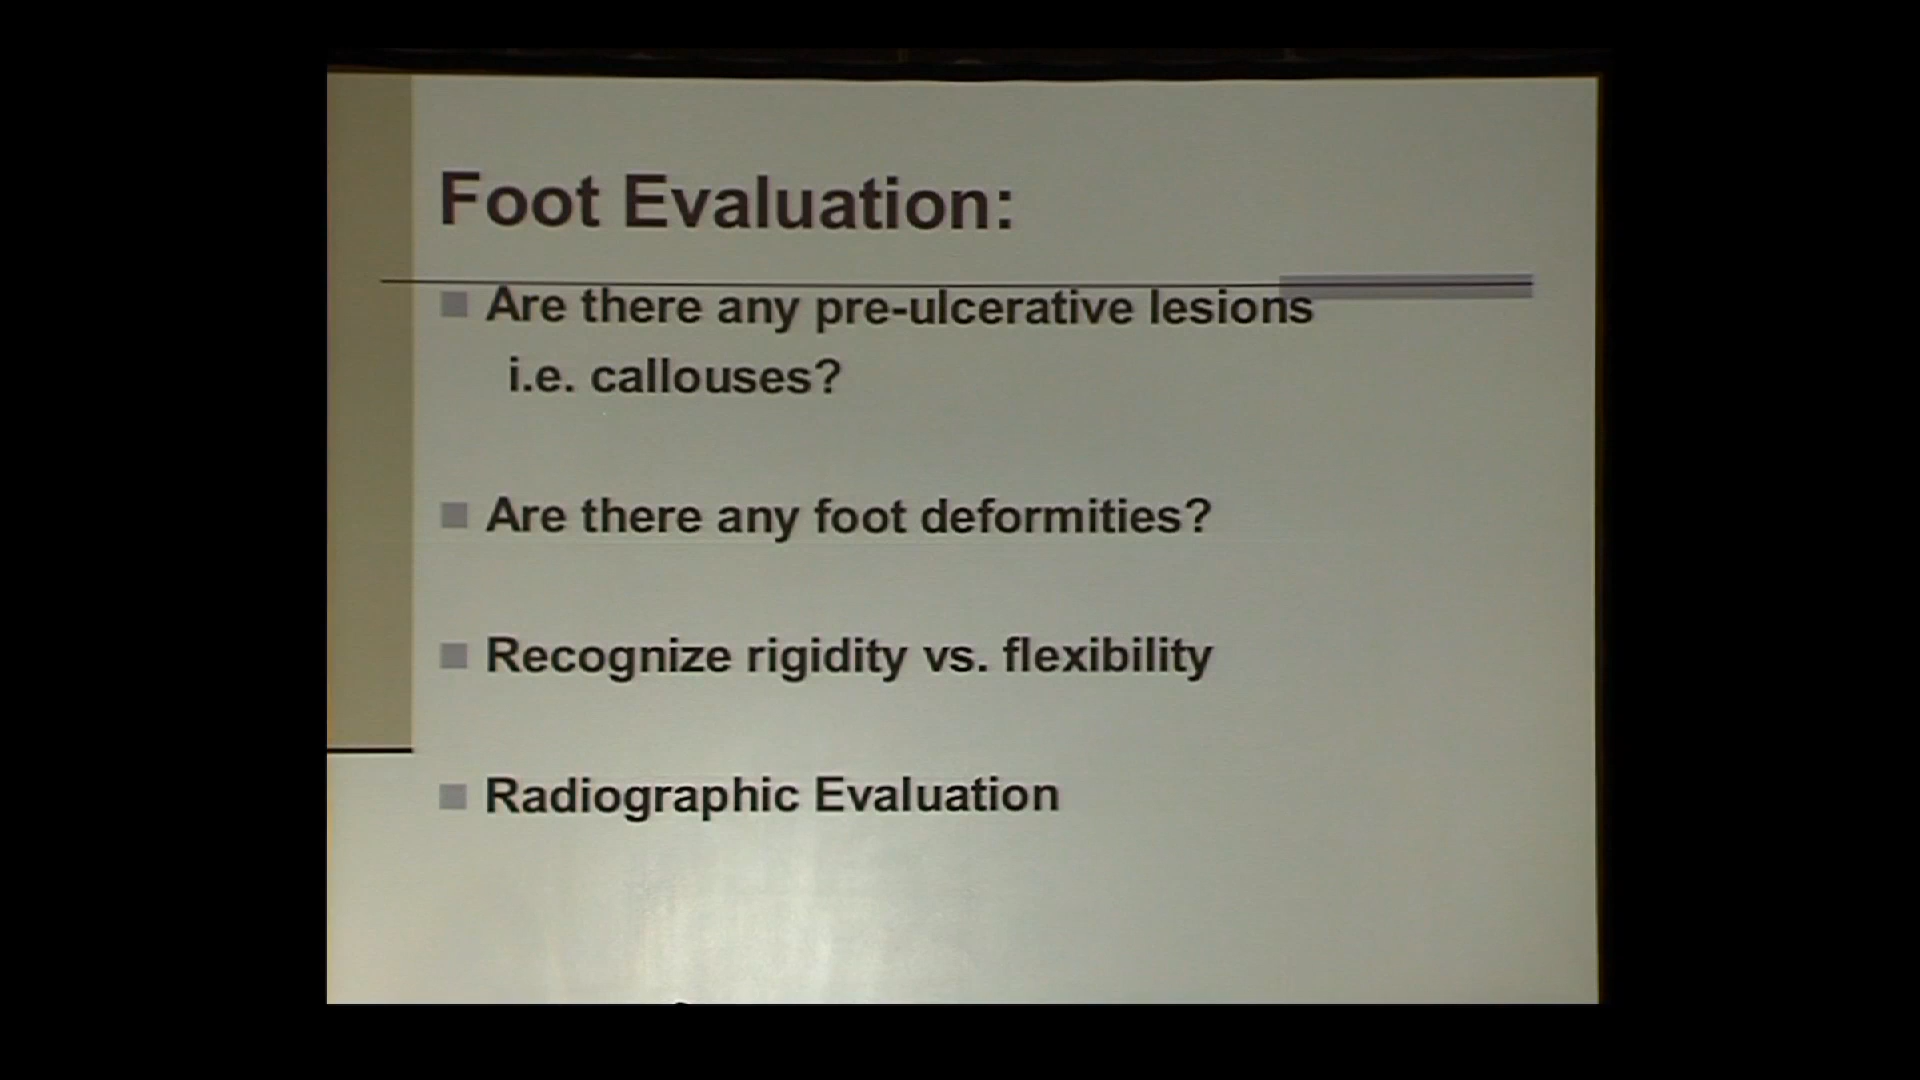 Foot Evaluation:
Are there any pre-ulcerative lesions
i.e. callouses?
Are there any foot deformities?
Recognize rigidity vs. flexibility
Radiographic Evaluation